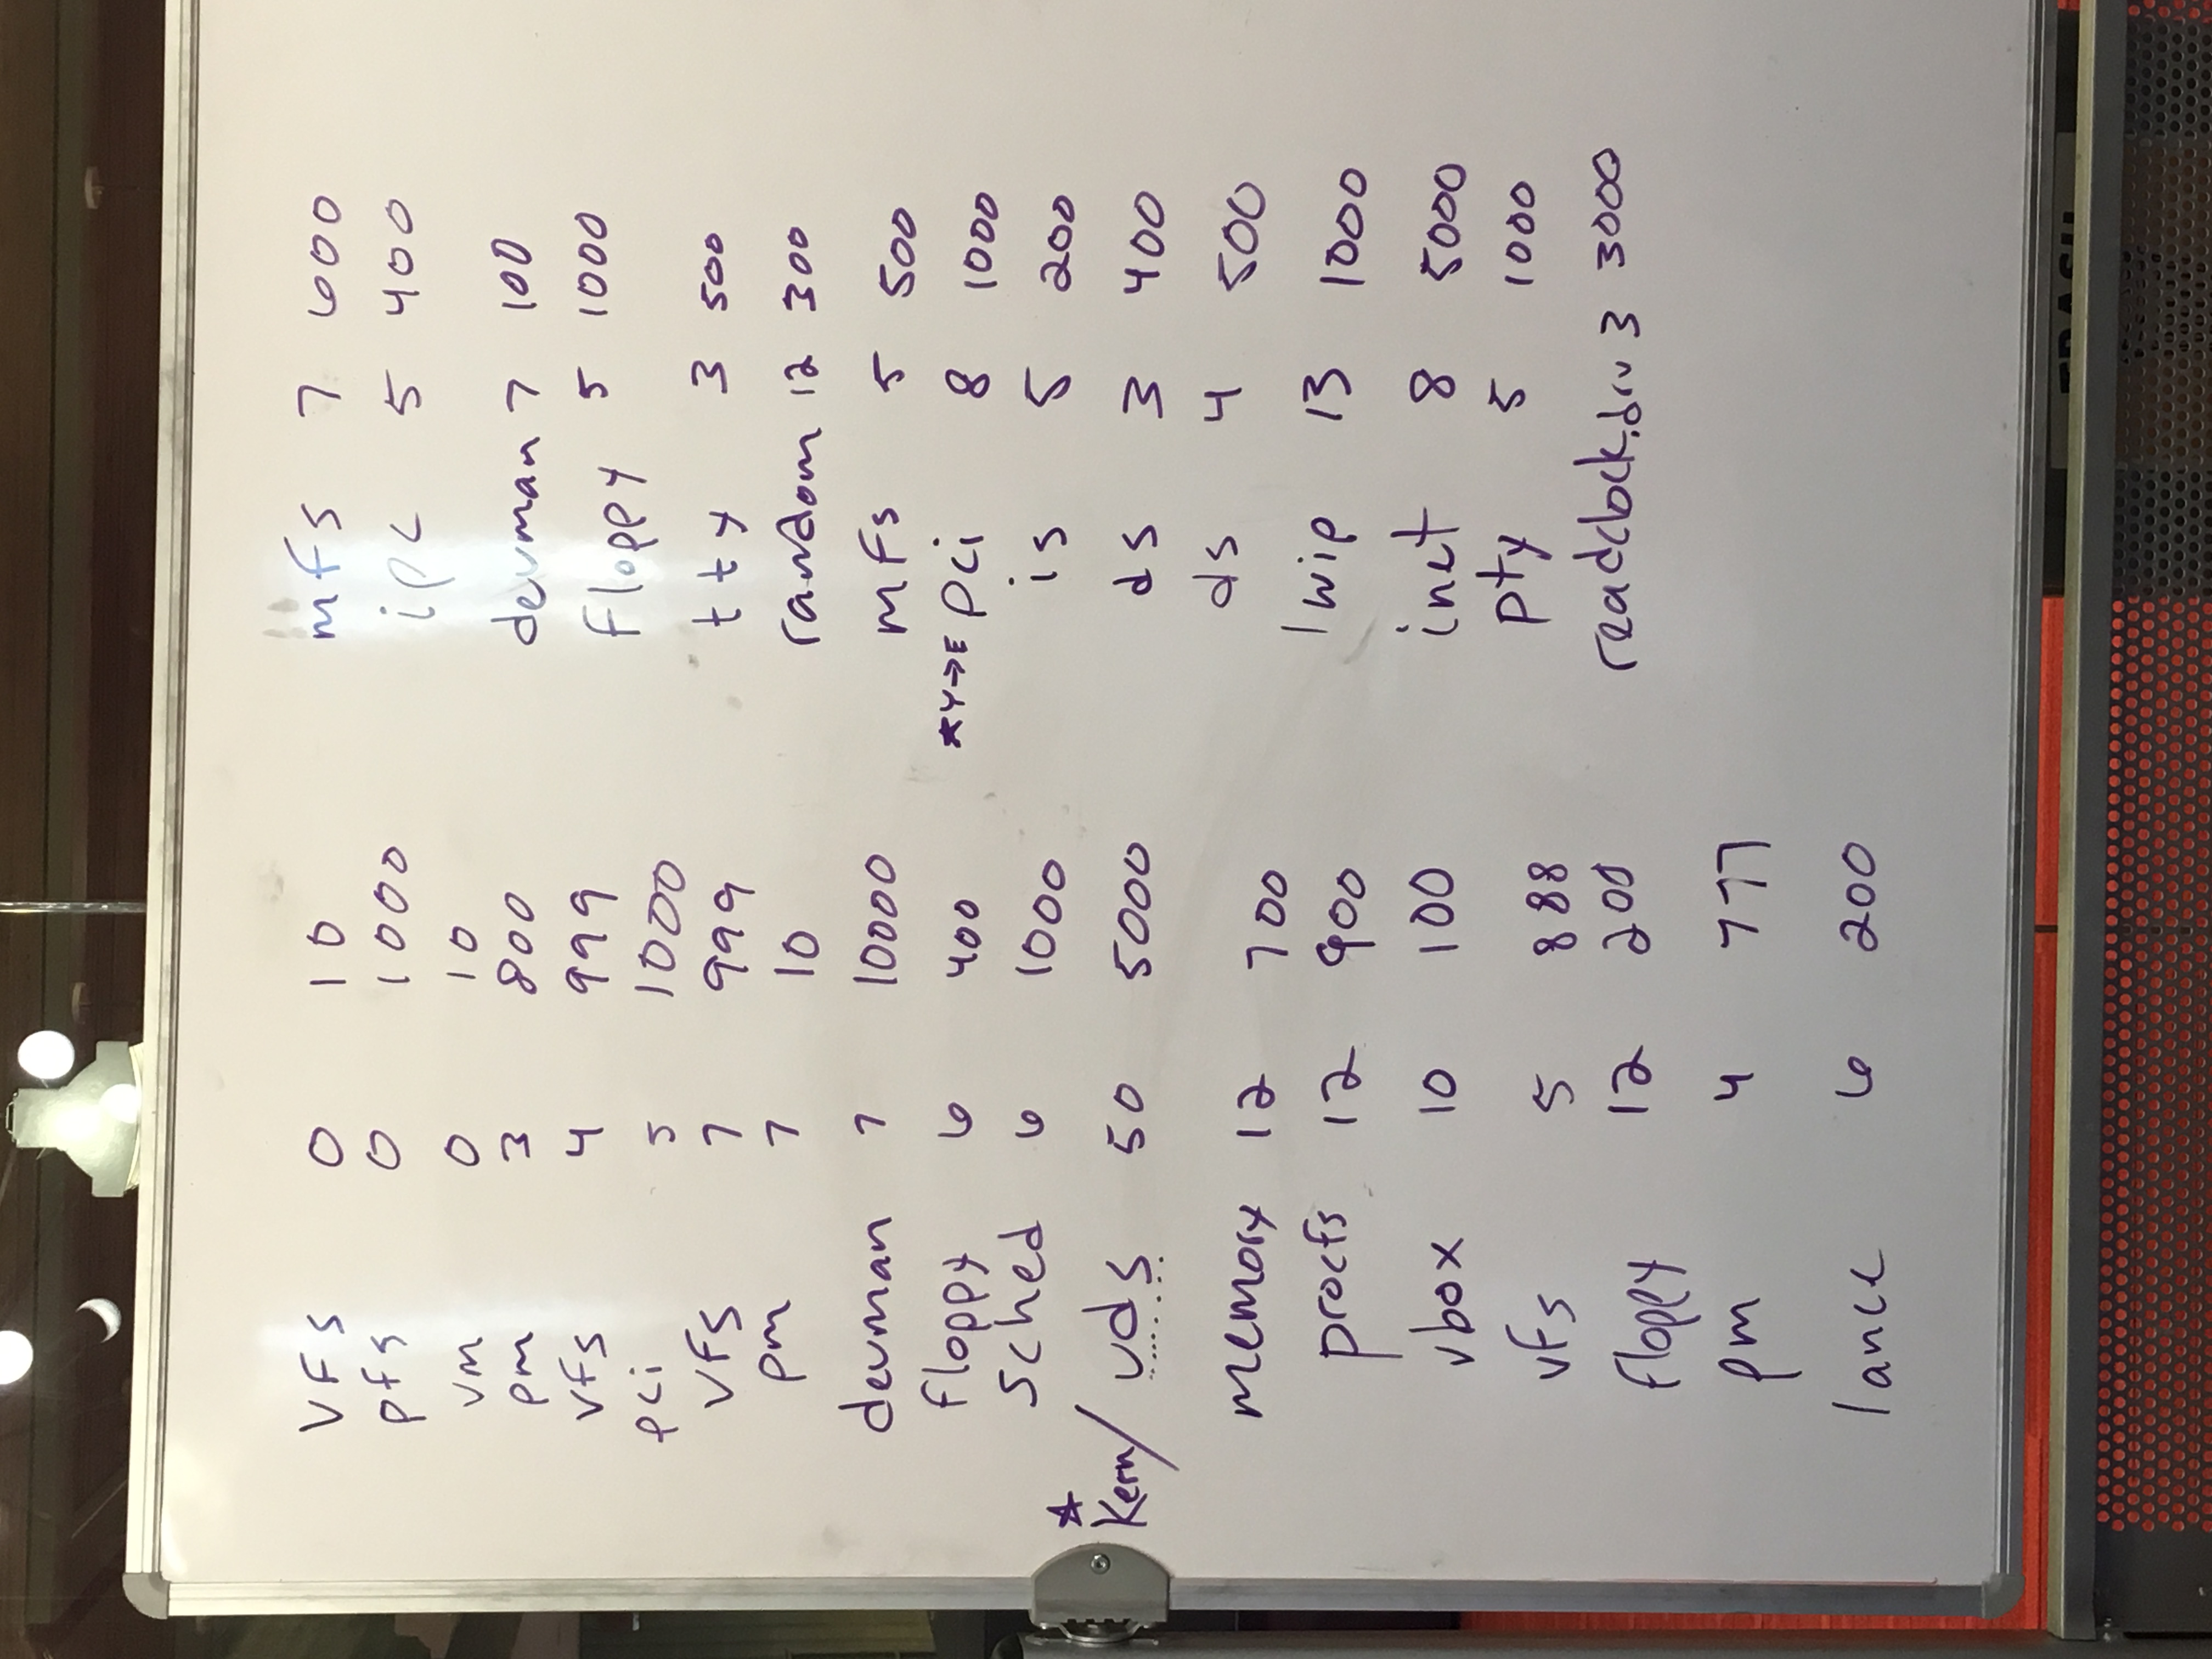 VFS 0 10
pfs 0 1000
vm 0 10
pm 3 800
vfs 4 999
pci 5 1000
VFS 7 999
pm 7 10
devman 7 10000
floppy 6 400
sched 6 1000
★
Kern/ vds 50 5000
memory 12 700
procfs 12 900
vbox 10 100
vfs 5 888
floppy 12 200
pm 4 777
lance 6 200
mfs 7 600
ipc 5 400
devman 7 100
floppy 5 1000
tty 3 500
random 12 300
mfs 5 500
★Y→E pci 8 1000
is 5 200
ds 3 400
ds 4 500
lwip 13 1000
inet 8 5000
pty 5 1000
readclock.drv 3 3000
TRASH